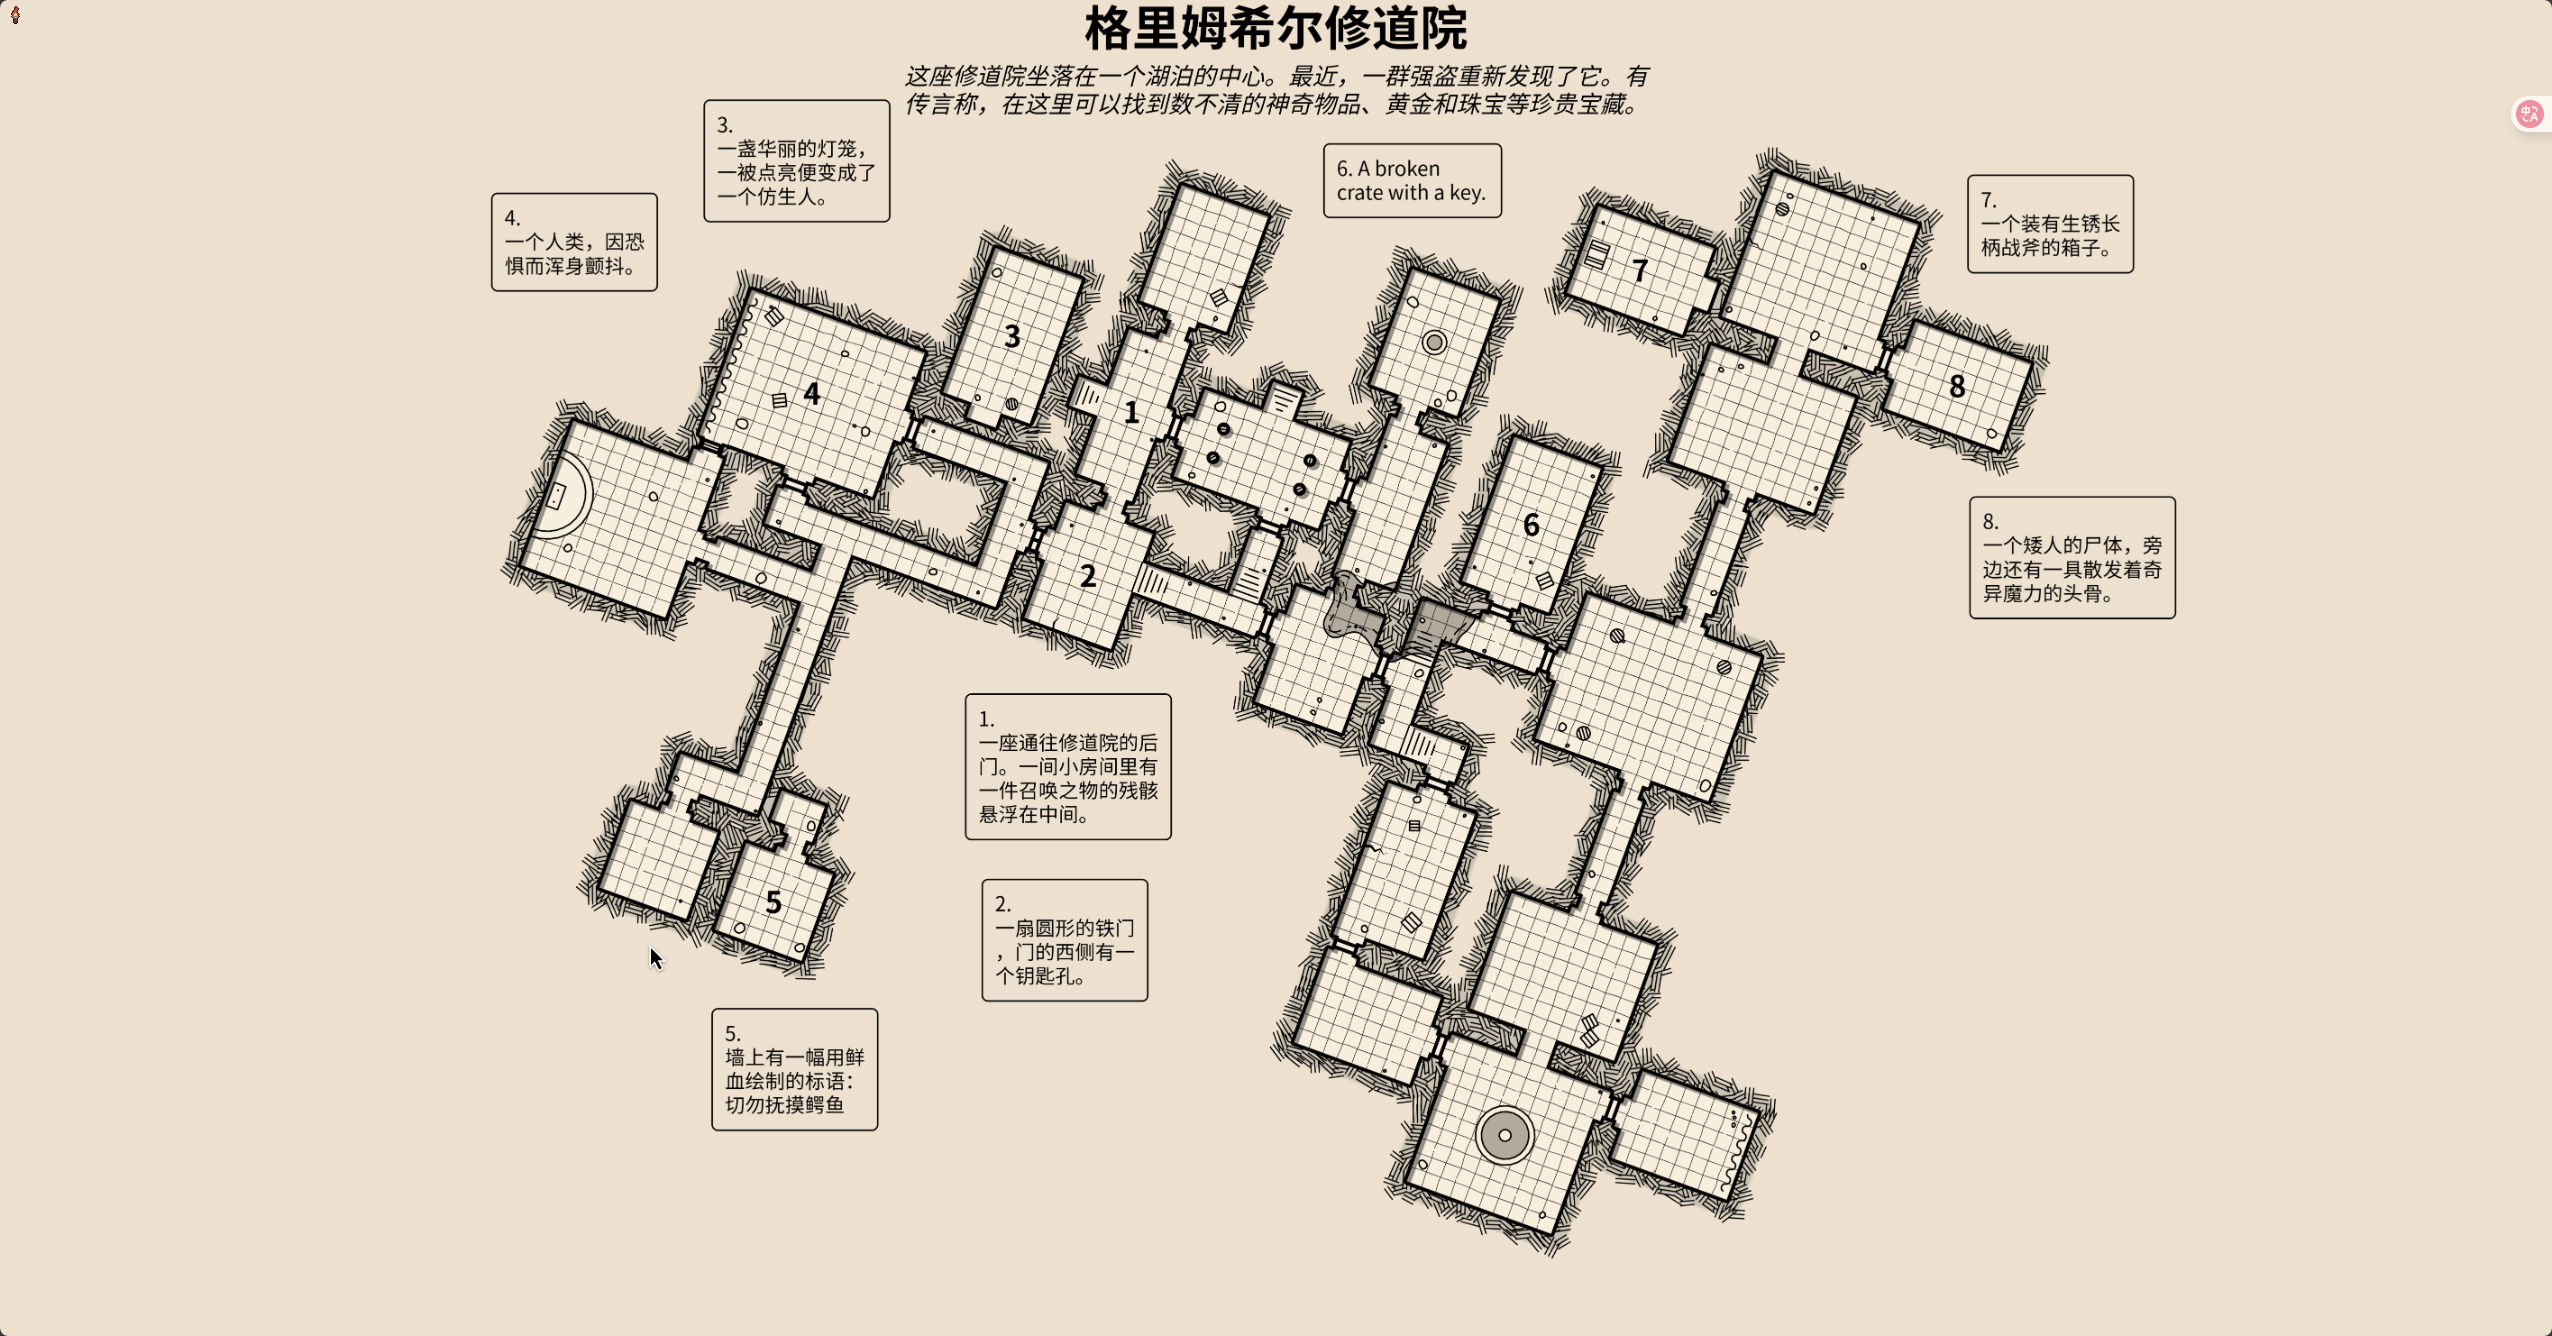 格里姆希尔修道院
这座修道院坐落在一个湖泊的中心。最近，一群强盗重新发现了它。有
传言称，在这里可以找到数不清的神奇物品、黄金和珠宝等珍贵宝藏。
3.
一盏华丽的灯笼，
一被点亮便变成了
一个仿生人。
6. A broken
crate with a key.
7.
一个装有生锈长
柄战斧的箱子。
4.
一个人类，因恐
惧而浑身颤抖。
7
3
8
4
1
6
2
8.
一个矮人的尸体，旁
边还有一具散发着奇
异魔力的头骨。
1.
一座通往修道院的后
门。一间小房间里有
一件召唤之物的残骸
悬浮在中间。
5
2.
一扇圆形的铁门
，门的西侧有一
个钥匙孔。
5.
墙上有一幅用鲜
血绘制的标语：
切勿抚摸鳄鱼